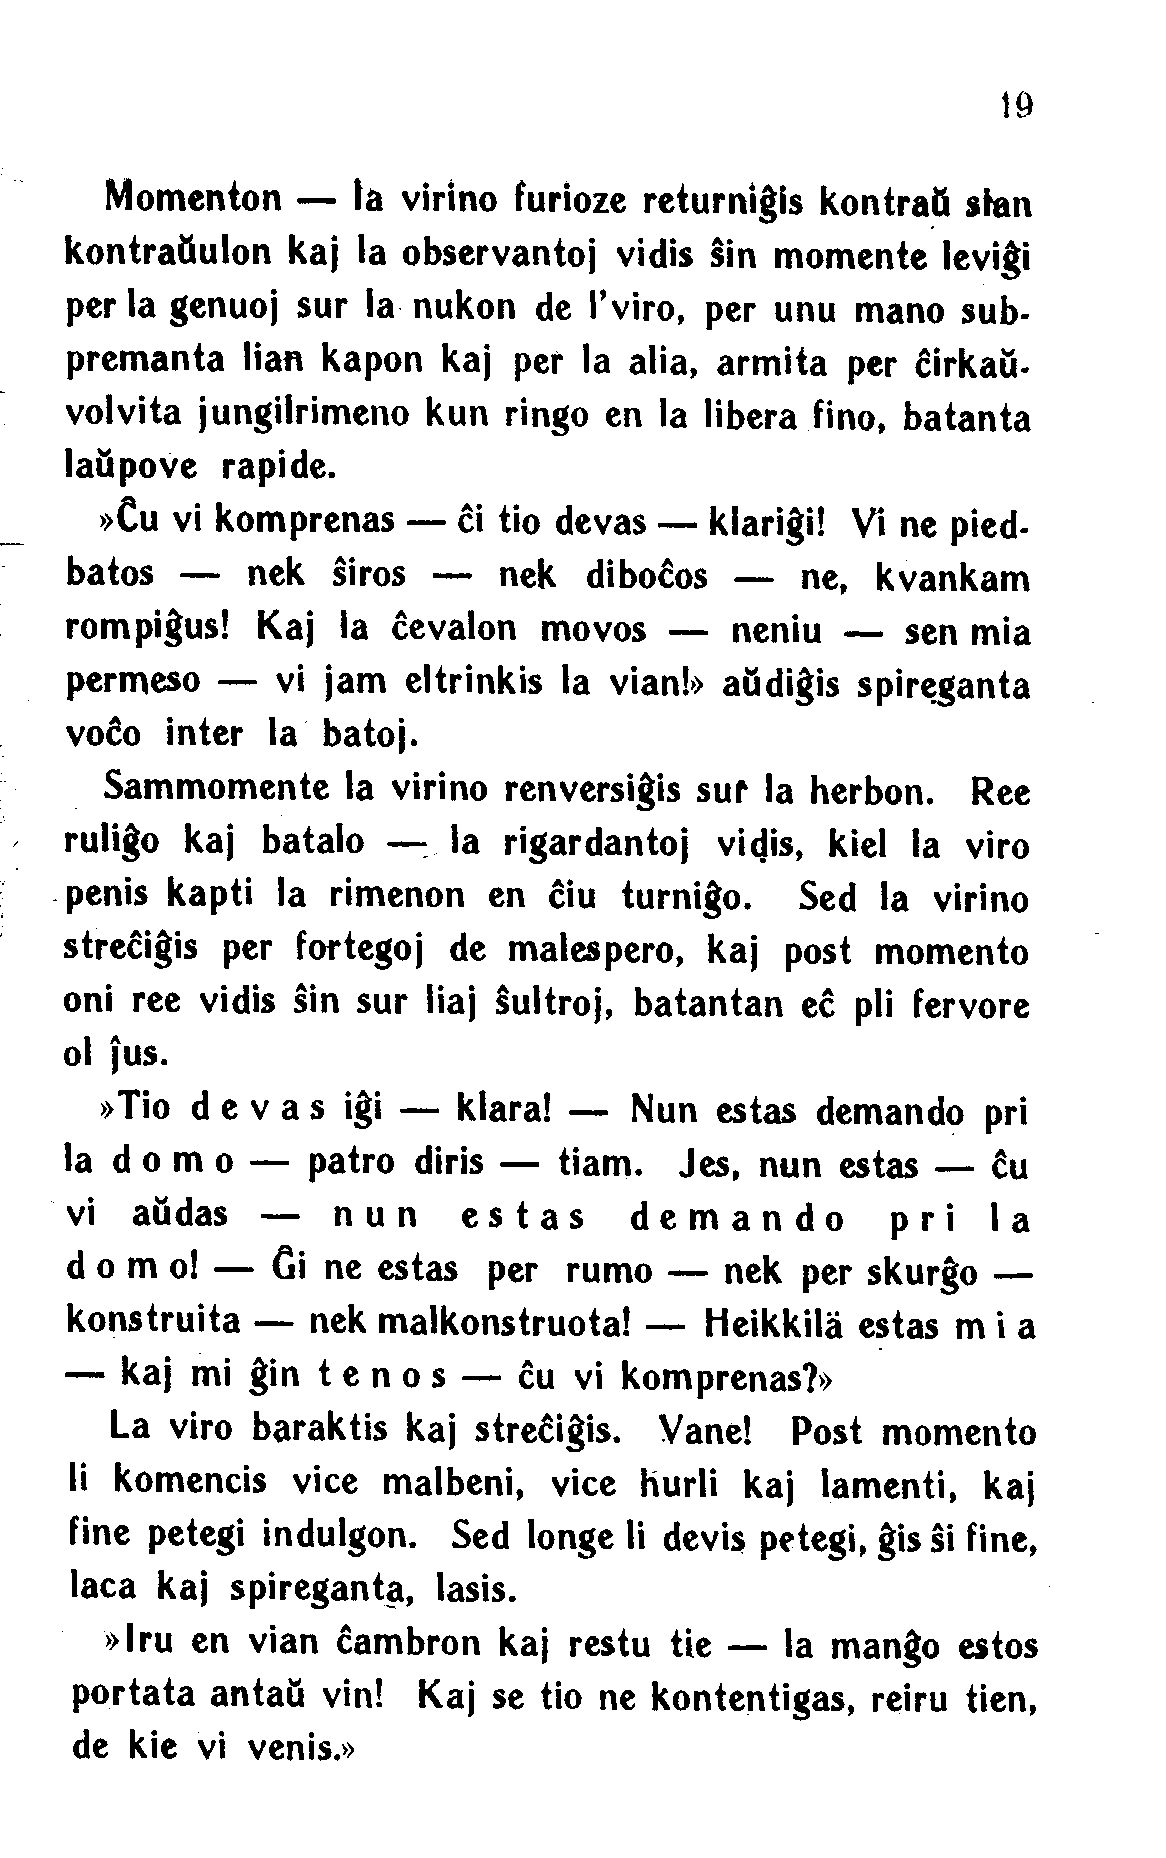 19
Momenton — la virino furioze returniĝis kontraŭ sian
kontraŭulon kaj la observantoj vidis ŝin momente leviĝi
per la genuoj sur la nukon de l'viro, per unu mano sub-
premanta lian kapon kaj per la alia, armita per ĉirkaŭ-
volvita jungilrimeno kun ringo en la libera fino, batanta
laŭpove rapide.
»Ĉu vi komprenas — ĉi tio devas — klariĝi! Vi ne pied-
batos — nek ŝiros — nek diboĉos — ne, kvankam
rompiĝus! Kaj la ĉevalon movos — neniu — sen mia
permeso — vi jam eltrinkis la vian!» aŭdiĝis spireganta
voĉo inter la batoj.
Sammomente la virino renversiĝis sur la herbon. Ree
ruliĝo kaj batalo — la rigardantoj vidis, kiel la viro
penis kapti la rimenon en ĉiu turniĝo. Sed la virino
streĉiĝis per fortegoj de malespero, kaj post momento
oni ree vidis ŝin sur liaj ŝultroj, batantan eĉ pli fervore
ol ĵus.
»Tio d e v a s iĝi — klara! — Nun estas demando pri
la d o m o — patro diris — tiam. Jes, nun estas — ĉu
vi aŭdas — n u n e s t a s d e m a n d o p r i l a
d o m o! — Ĝi ne estas per rumo — nek per skurĝo —
konstruita — nek malkonstruota! — Heikkilä estas m i a
— kaj mi ĝin t e n o s — ĉu vi komprenas?»
La viro baraktis kaj streĉiĝis. Vane! Post momento
li komencis vice malbeni, vice hurli kaj lamenti, kaj
fine petegi indulgon. Sed longe li devis petegi, ĝis ŝi fine,
laca kaj spireganta, lasis.
»Iru en vian ĉambron kaj restu tie — la manĝo estos
portata antaŭ vin! Kaj se tio ne kontentigas, reiru tien,
de kie vi venis.»